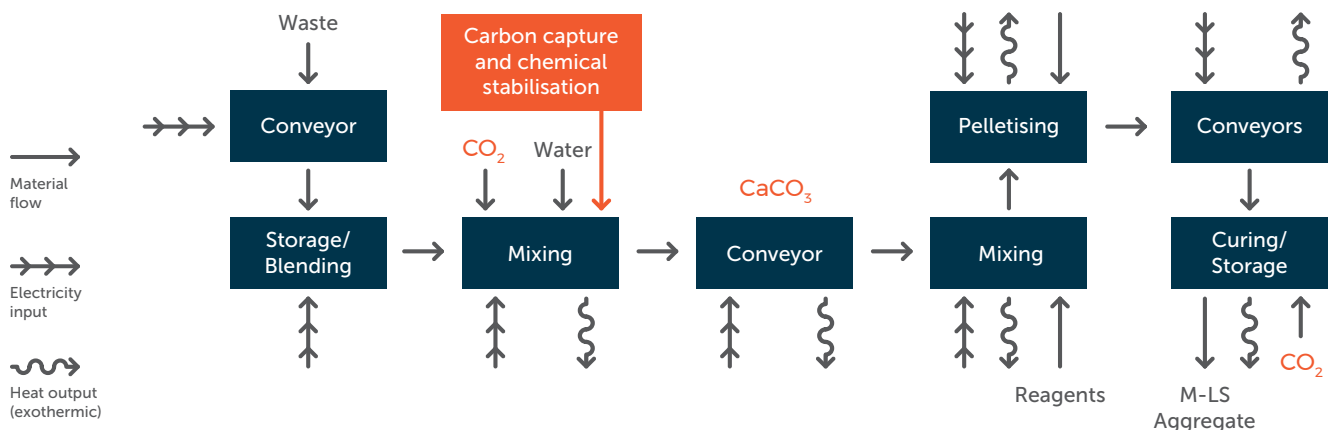 Waste
Carbon capture
and chemical
stabilisation
Conveyor
Pelletising
Conveyors
CO₂
Water
Material
flow
CaCO₃
Storage/
Blending
Mixing
Conveyor
Mixing
Curing/
Storage
Electricity
input
Heat output
(exothermic)
Reagents
M-LS
Aggregate
CO₂